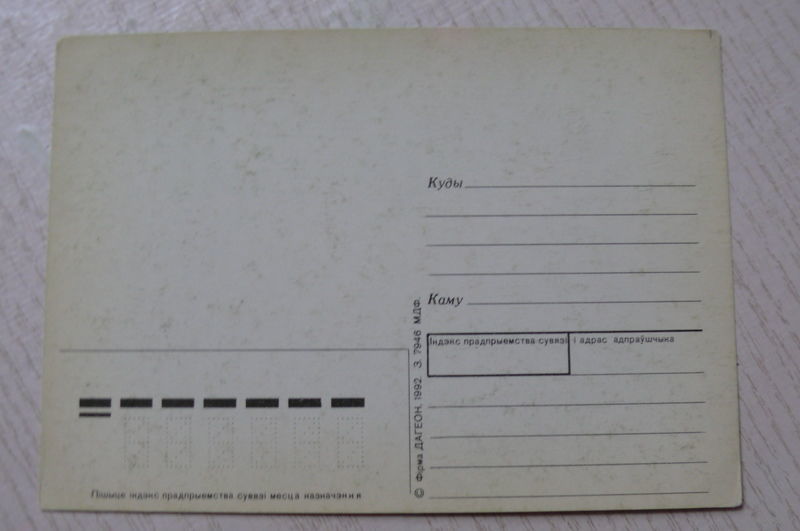 Куды
Каму
Індэкс прадпрыемства сувязі і адрас адпраўшчыка
Пішыце індэкс прадпрыемства сувязі месца назначэння
© Фірма ДАГЕОН. 1992. З. 7946 МДФ.